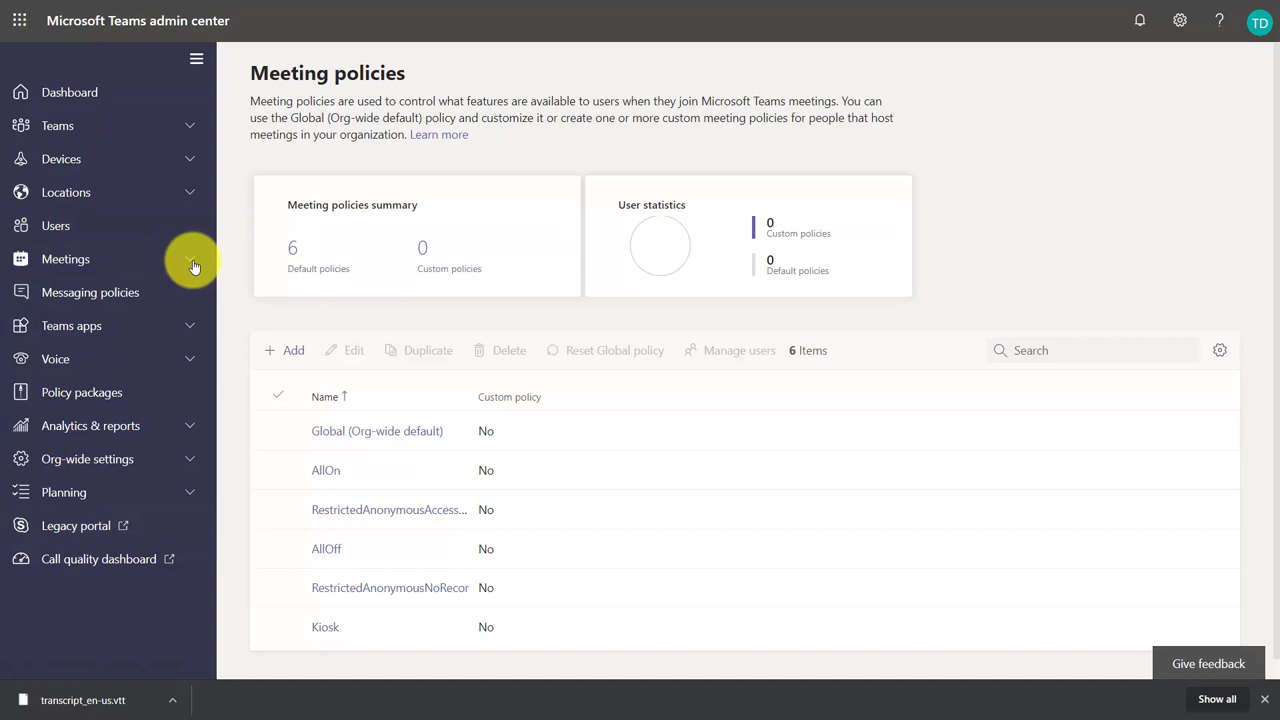 Microsoft Teams admin center
?
TD
Dashboard
Teams
Devices
Locations
Users
Meetings
Messaging policies
Teams apps
Voice
Policy packages
Analytics & reports
Org-wide settings
Planning
Legacy portal
Call quality dashboard
Meeting policies
Meeting policies are used to control what features are available to users when they join Microsoft Teams meetings. You can
use the Global (Org-wide default) policy and customize it or create one or more custom meeting policies for people that host
meetings in your organization. Learn more
Meeting policies summary
6
Default policies
0
Custom policies
User statistics
0
Custom policies
0
Default policies
+ Add
Edit
Duplicate
Delete
Reset Global policy
Manage users
6 Items
Search
Name ↑
Custom policy
Global (Org-wide default)
No
AllOn
No
RestrictedAnonymousAccess...
No
AllOff
No
RestrictedAnonymousNoRecor
No
Kiosk
No
Give feedback
transcript_en-us.vtt
Show all